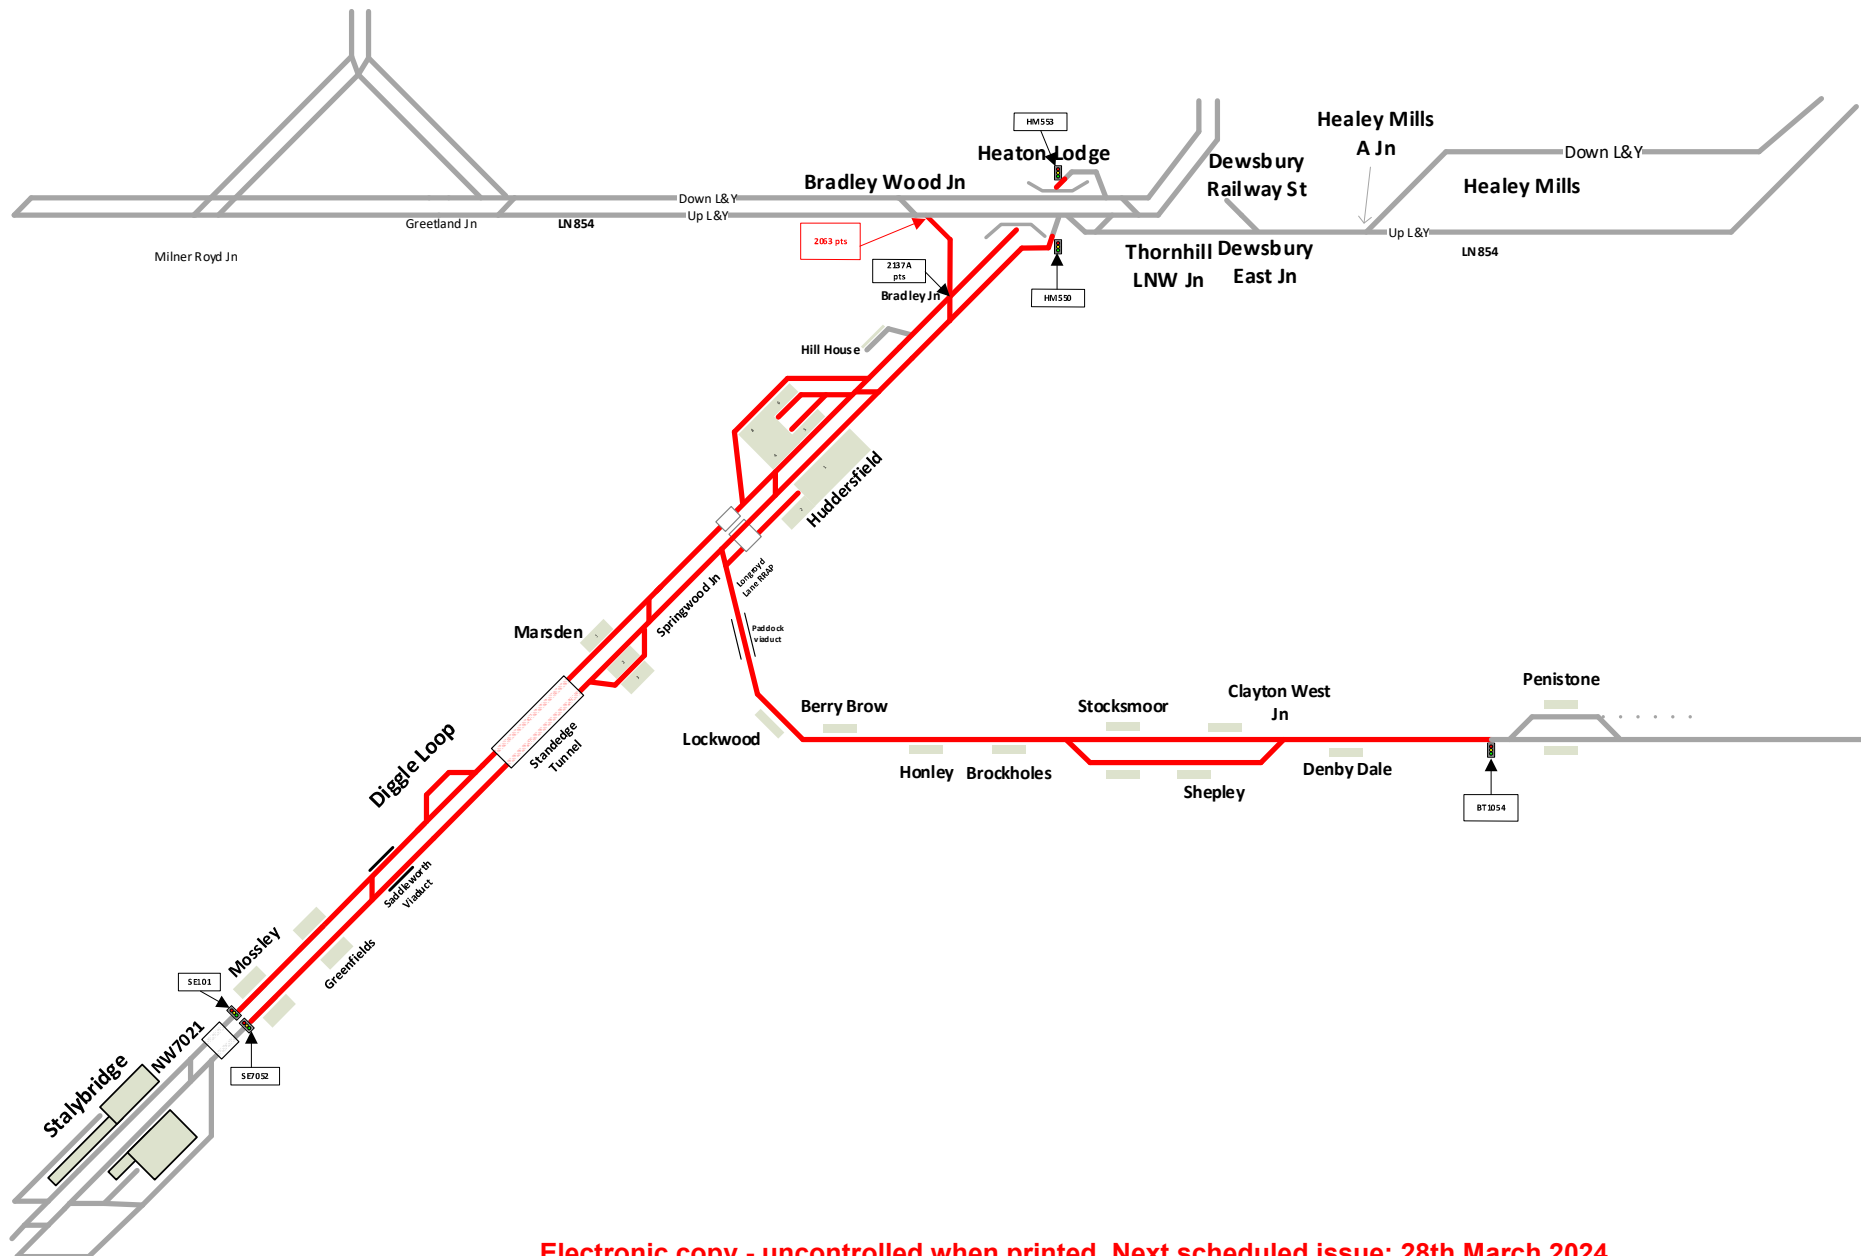 HM553
Healey Mills
A Jn
Heaton Lodge
Down L&Y
Dewsbury
Railway St
Bradley Wood Jn
Healey Mills
Down L&Y
Up L&Y
Greetland Jn
LN854
2063 pts
Up L&Y
LN854
Milner Royd Jn
Thornhill
LNW Jn
Dewsbury
East Jn
2137A
pts
Bradley Jn
HM550
Hill House
Huddersfield
Longroyd
Lane RRAP
Springwood Jn
Marsden
Paddock
viaduct
Penistone
Clayton West
Jn
Berry Brow
Stocksmoor
Lockwood
Standedge
Tunnel
Diggle Loop
Honley
Brockholes
Denby Dale
Shepley
BT1054
Saddleworth
Viaduct
Mossley
Greenfields
SE101
NW7021
SE7052
Stalybridge
Electronic copy - uncontrolled when printed. Next scheduled issue: 28th March 2024